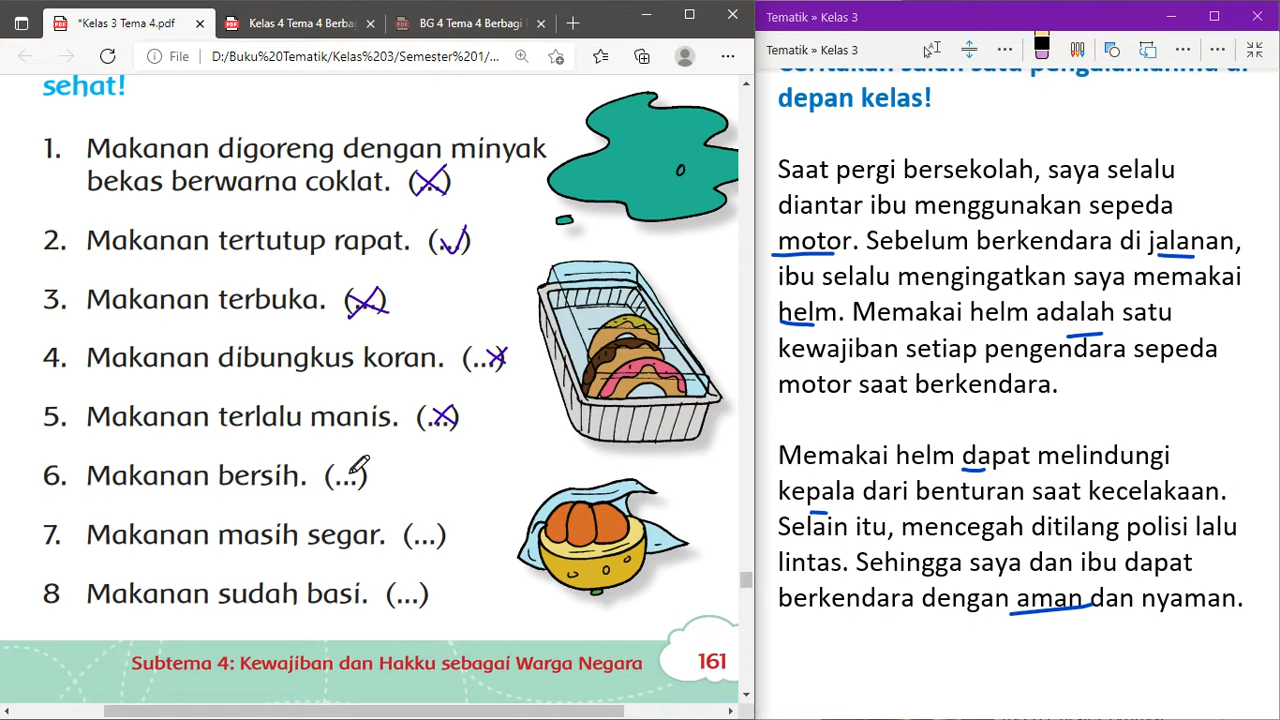 *Kelas 3 Tema 4.pdf
Kelas 4 Tema 4 Berbag
BG 4 Tema 4 Berbagi
Tematik » Kelas 3
File
D:/Buku%20Tematik/Kelas%203/Semester%201/...
Tematik » Kelas 3
sehat!
1. Makanan digoreng dengan minyak
bekas berwarna coklat. (...)
2. Makanan tertutup rapat. (...)
3. Makanan terbuka. (...)
4. Makanan dibungkus koran. (...)
5. Makanan terlalu manis. (...)
6. Makanan bersih. (...)
7. Makanan masih segar. (...)
8 Makanan sudah basi. (...)
Subtema 4: Kewajiban dan Hakku sebagai Warga Negara
161
depan kelas!
Saat pergi bersekolah, saya selalu
diantar ibu menggunakan sepeda
motor. Sebelum berkendara di jalanan,
ibu selalu mengingatkan saya memakai
helm. Memakai helm adalah satu
kewajiban setiap pengendara sepeda
motor saat berkendara.
Memakai helm dapat melindungi
kepala dari benturan saat kecelakaan.
Selain itu, mencegah ditilang polisi lalu
lintas. Sehingga saya dan ibu dapat
berkendara dengan aman dan nyaman.